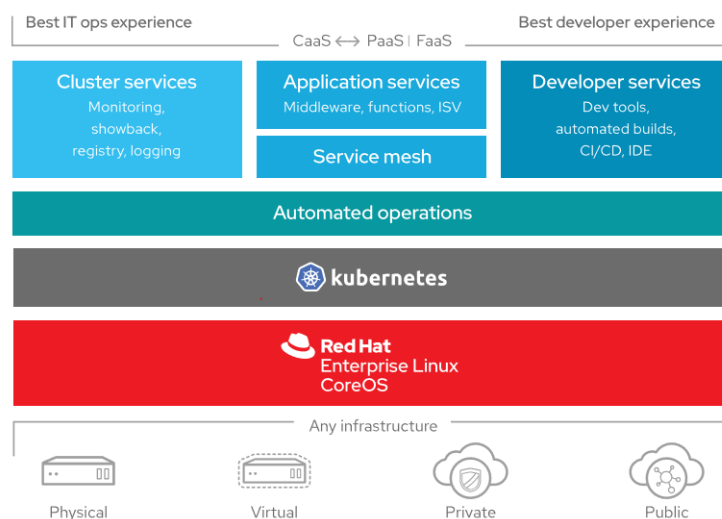 Best IT ops experience
Best developer experience
CaaS ↔ PaaS | FaaS
Cluster services
Monitoring,
showback,
registry, logging
Application services
Middleware, functions, ISV
Service mesh
Developer services
Dev tools,
automated builds,
CI/CD, IDE
Automated operations
kubernetes
Red Hat
Enterprise Linux
CoreOS
Any infrastructure
Physical
Virtual
Private
Public